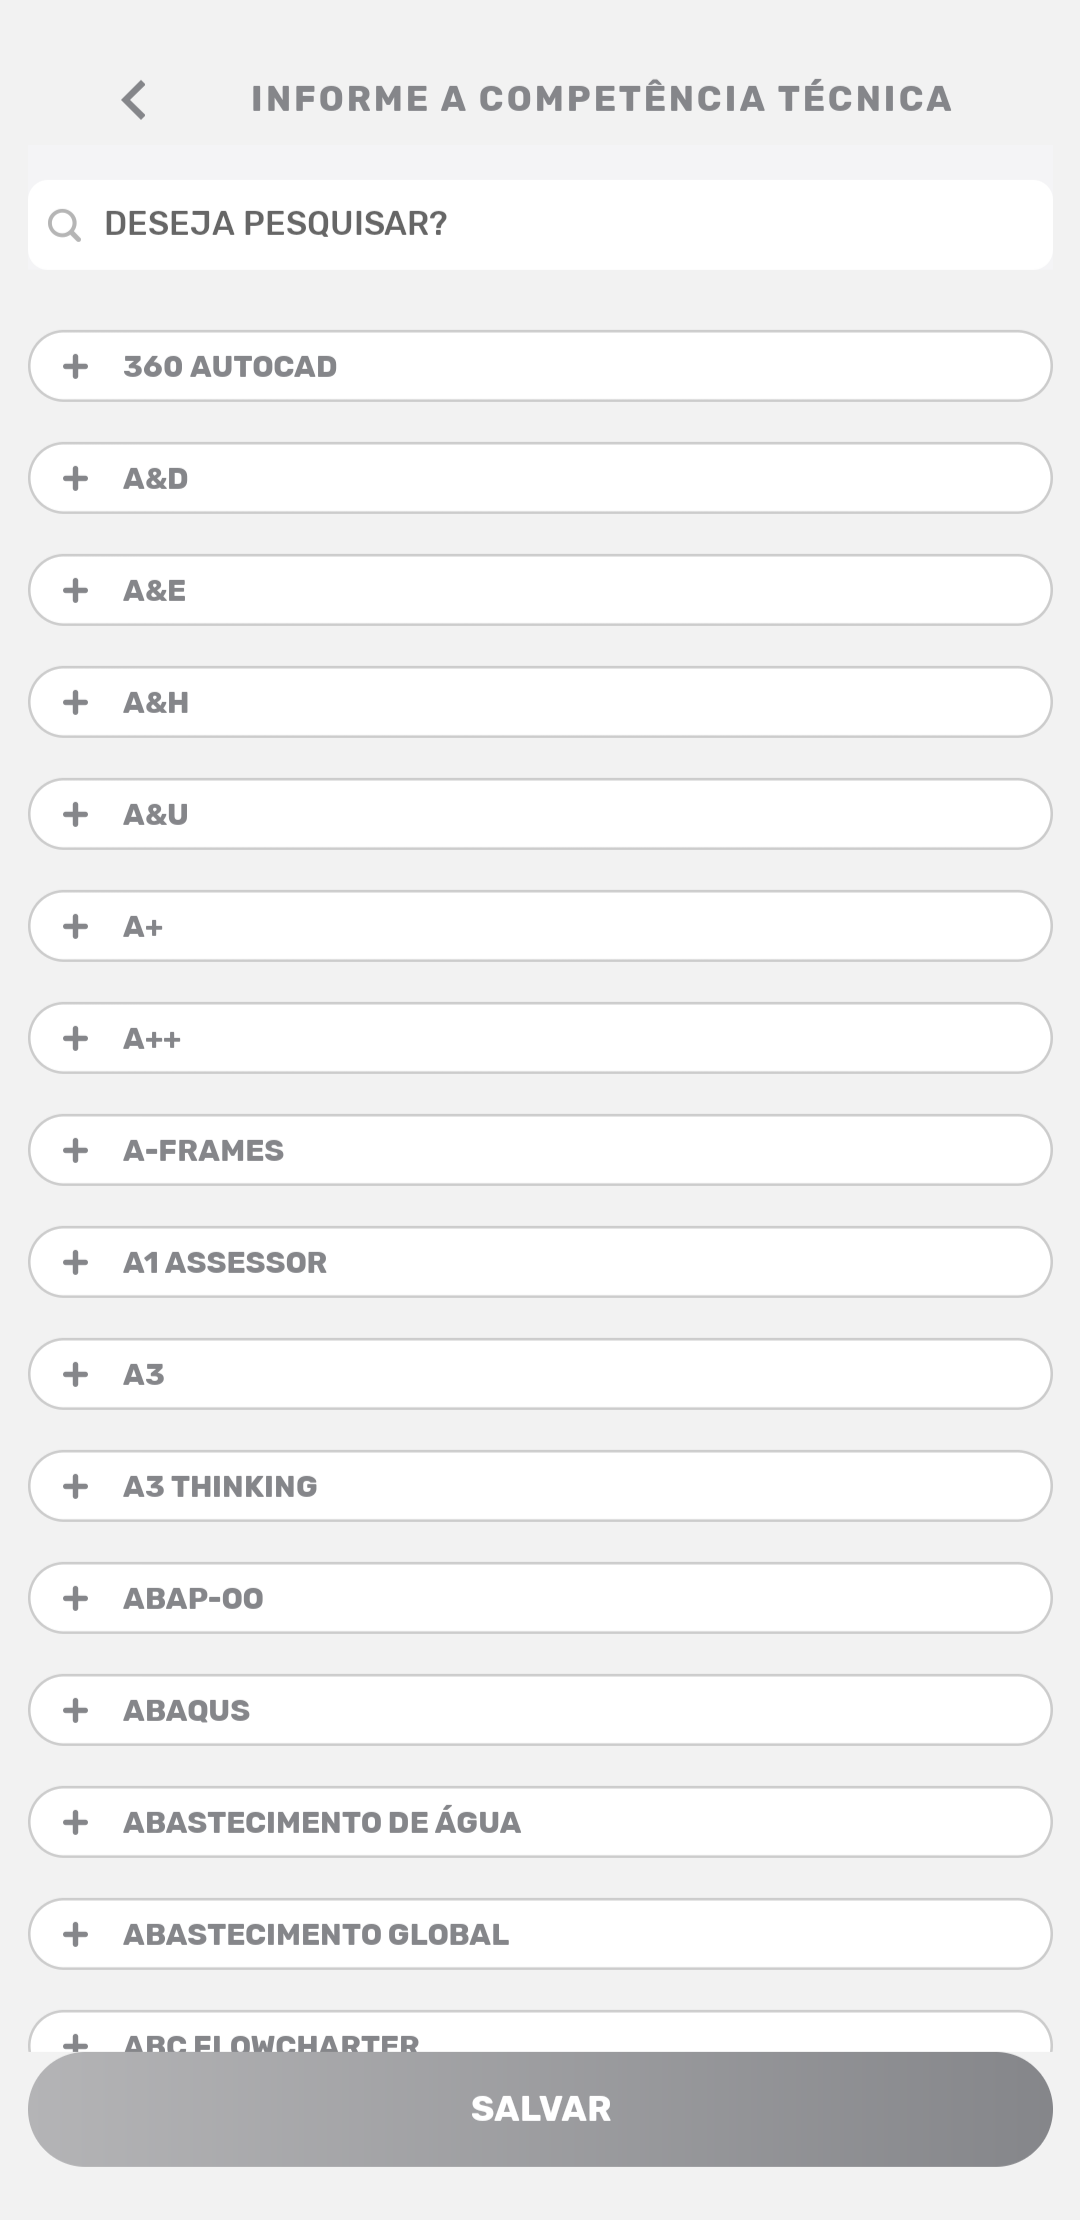 INFORME A COMPETÊNCIA TÉCNICA
DESEJA PESQUISAR?
360 AUTOCAD
A&D
A&E
A&H
A&U
A+
A++
A-FRAMES
A1 ASSESSOR
A3
A3 THINKING
ABAP-OO
ABAQUS
ABASTECIMENTO DE ÁGUA
ABASTECIMENTO GLOBAL
ABC FLOWCHARTER
SALVAR